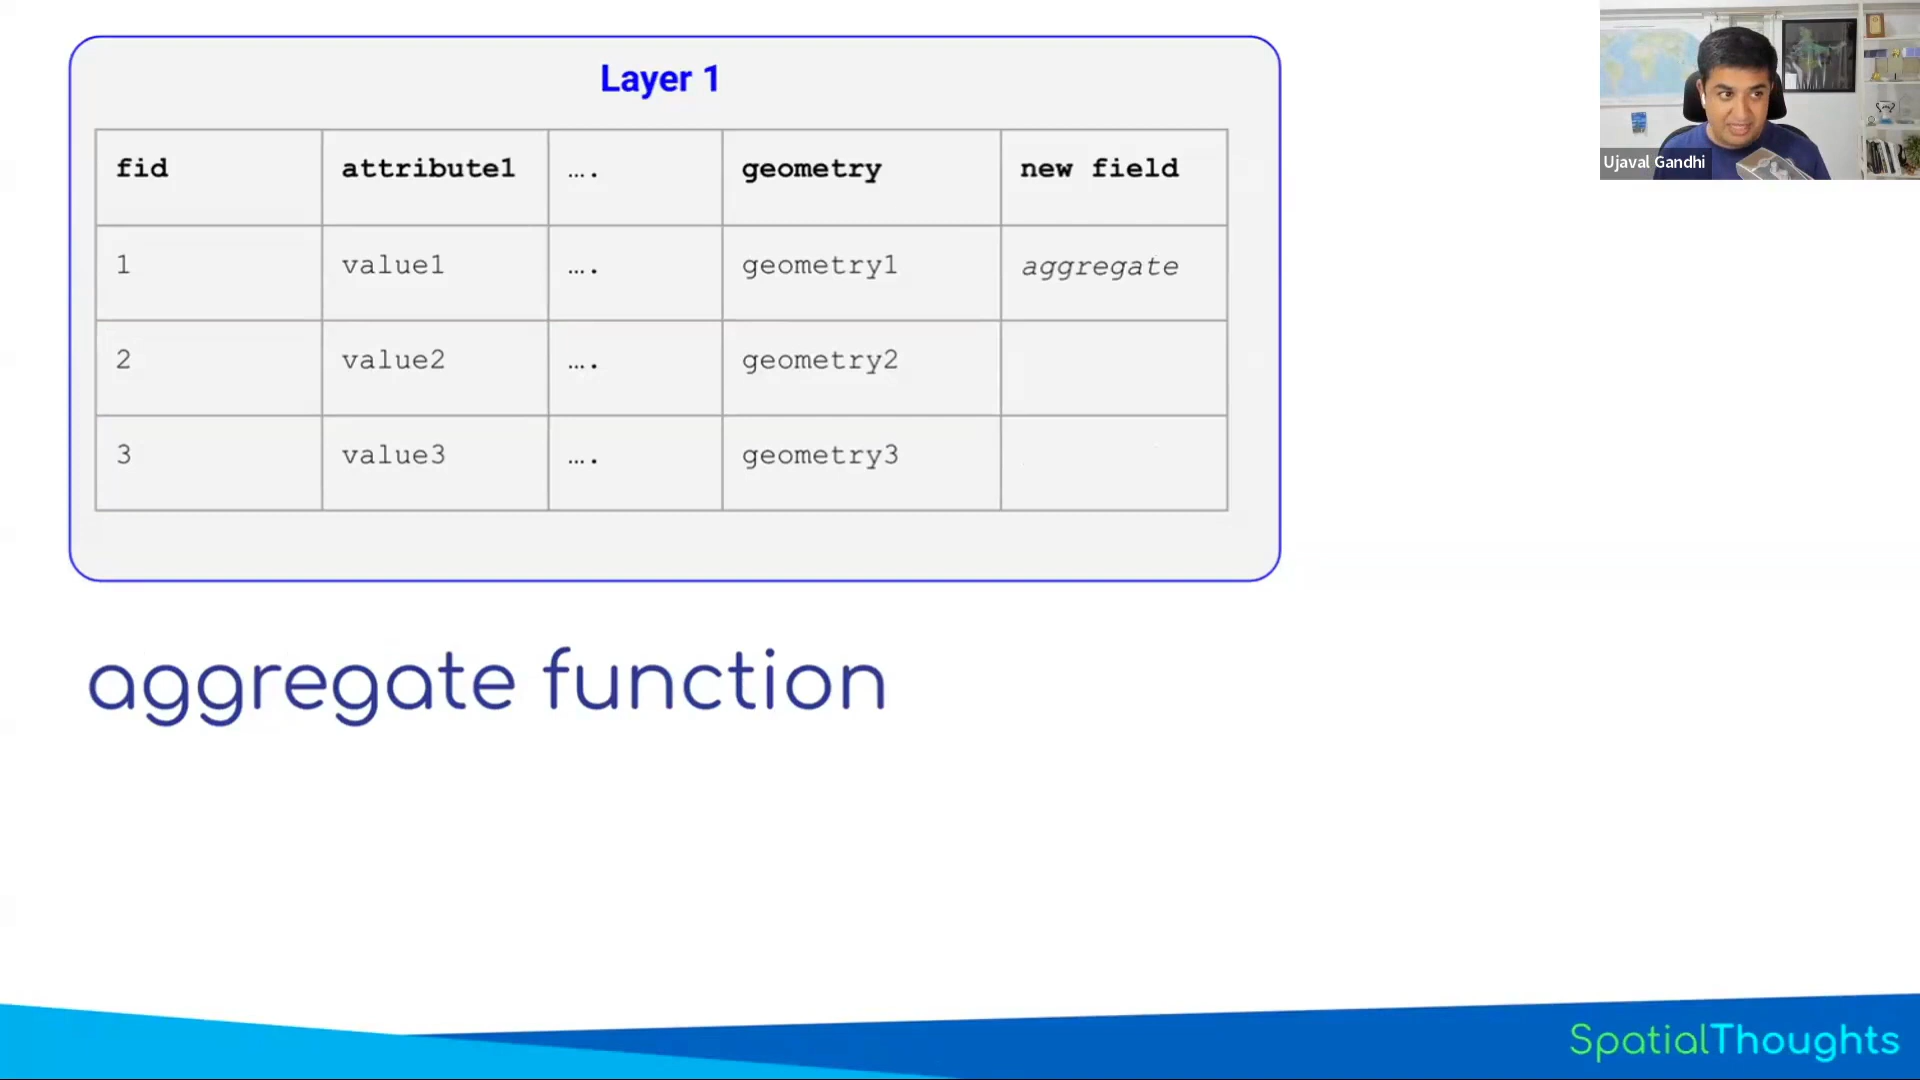 Layer 1
fid attribute1 …. geometry new field
1 value1 …. geometry1 aggregate
2 value2 …. geometry2
3 value3 …. geometry3
aggregate function
Ujaval Gandhi
SpatialThoughts